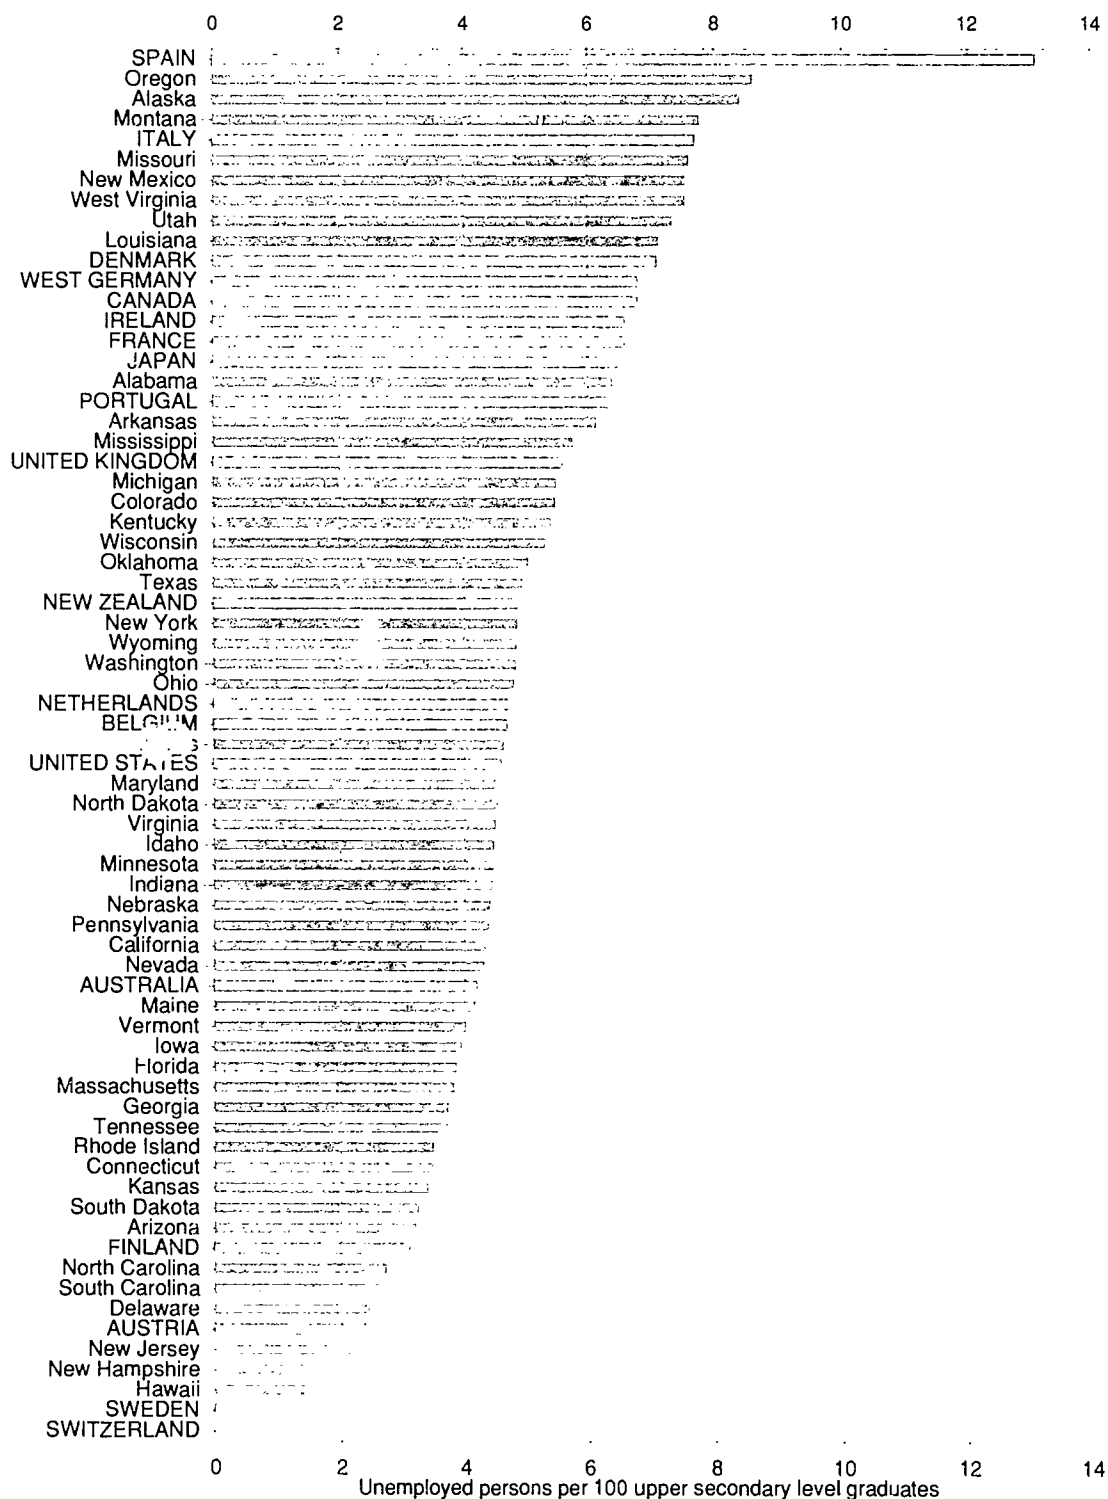 0 2 4 6 8 10 12 14
SPAIN
Oregon
Alaska
Montana
ITALY
Missouri
New Mexico
West Virginia
Utah
Louisiana
DENMARK
WEST GERMANY
CANADA
IRELAND
FRANCE
JAPAN
Alabama
PORTUGAL
Arkansas
Mississippi
UNITED KINGDOM
Michigan
Colorado
Kentucky
Wisconsin
Oklahoma
Texas
NEW ZEALAND
New York
Wyoming
Washington
Ohio
NETHERLANDS
BELGIUM
UNITED STATES
Maryland
North Dakota
Virginia
Idaho
Minnesota
Indiana
Nebraska
Pennsylvania
California
Nevada
AUSTRALIA
Maine
Vermont
Iowa
Florida
Massachusetts
Georgia
Tennessee
Rhode Island
Connecticut
Kansas
South Dakota
Arizona
FINLAND
North Carolina
South Carolina
Delaware
AUSTRIA
New Jersey
New Hampshire
Hawaii
SWEDEN
SWITZERLAND
0 2 4 6 8 10 12 14
Unemployed persons per 100 upper secondary level graduates